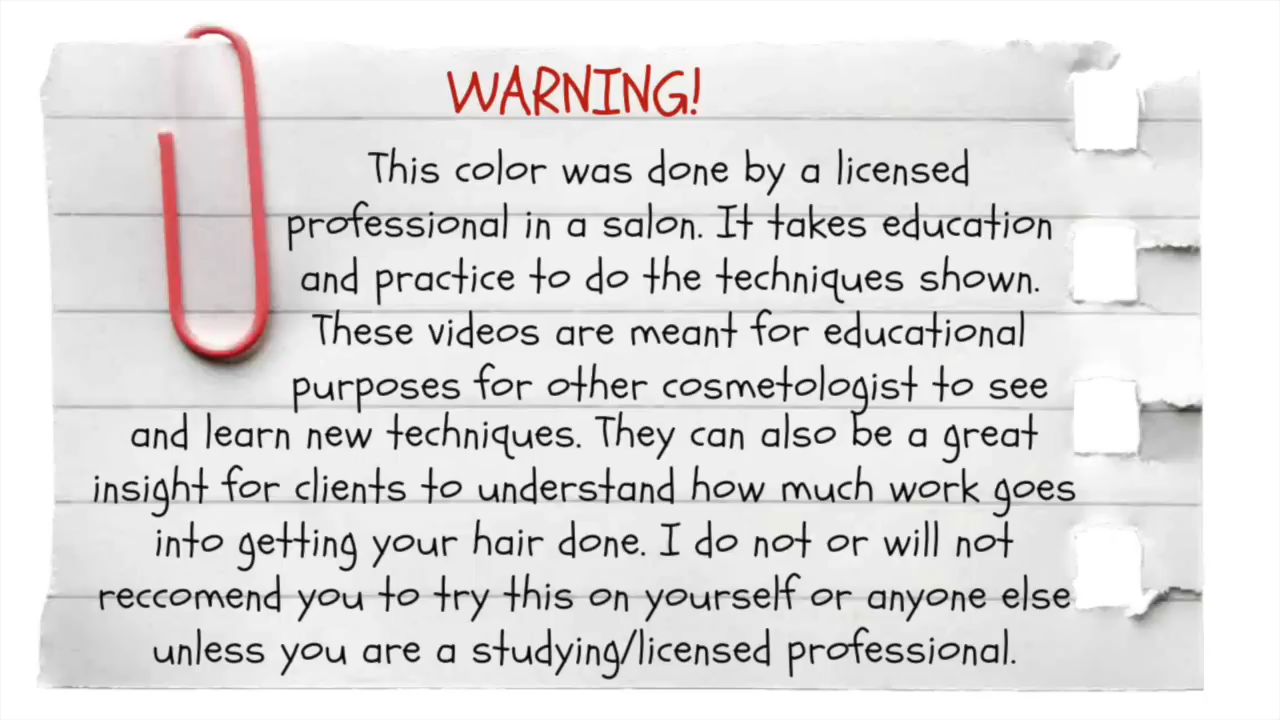 WARNING!
This color was done by a licensed
professional in a salon. It takes education
and practice to do the techniques shown.
These videos are meant for educational
purposes for other cosmetologist to see
and learn new techniques. They can also be a great
insight for clients to understand how much work goes
into getting your hair done. I do not or will not
reccomend you to try this on yourself or anyone else
unless you are a studying/licensed professional.